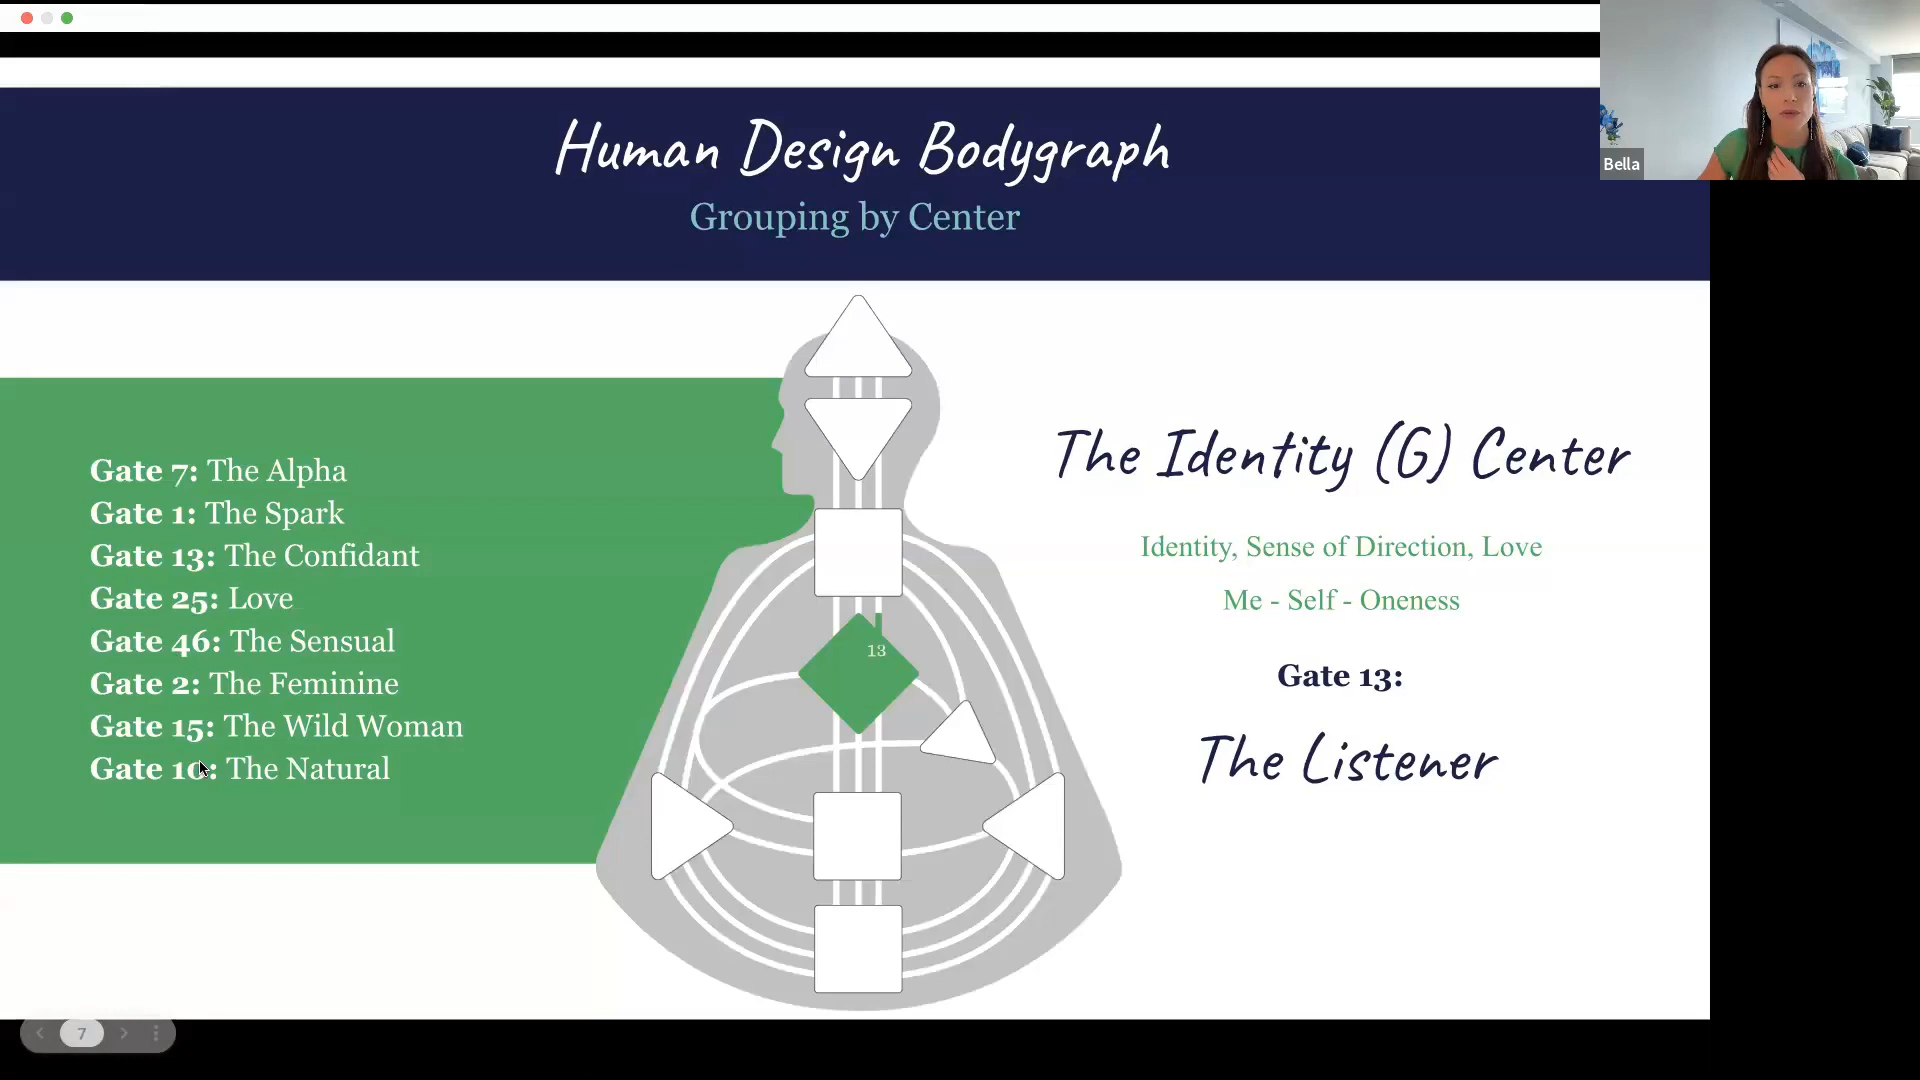 Human Design Bodygraph
Grouping by Center
Bella
Gate 7: The Alpha
Gate 1: The Spark
Gate 13: The Confidant
Gate 25: Love
Gate 46: The Sensual
Gate 2: The Feminine
Gate 15: The Wild Woman
Gate 10: The Natural
13
The Identity (G) Center
Identity, Sense of Direction, Love
Me - Self - Oneness
Gate 13:
The Listener
7